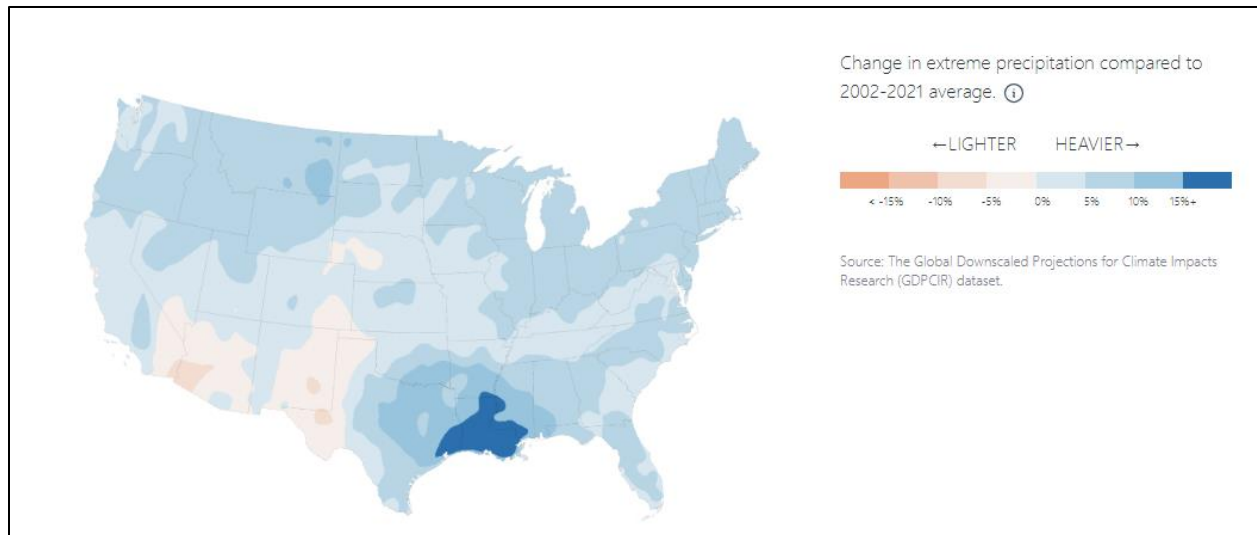 Change in extreme precipitation compared to
2002-2021 average. ⓘ
←LIGHTER HEAVIER→
< -15% -10% -5% 0% 5% 10% 15%+
Source: The Global Downscaled Projections for Climate Impacts
Research (GDPCIR) dataset.